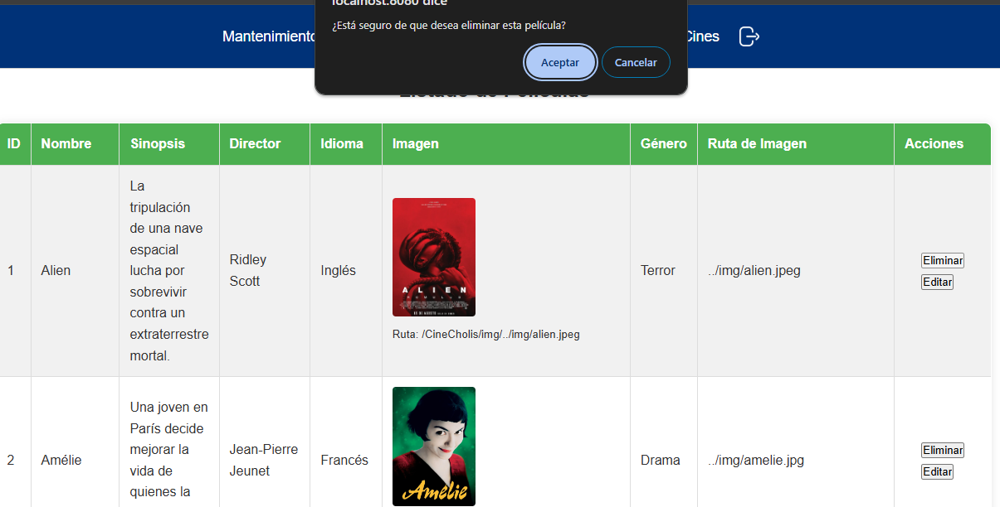 localhost:8080 dice
¿Está seguro de que desea eliminar esta película?
Aceptar
Cancelar
Mantenimiento
Cines
Listado de Películas
ID
Nombre
Sinopsis
Director
Idioma
Imagen
Género
Ruta de Imagen
Acciones
1
Alien
La
tripulación
de una nave
espacial
lucha por
sobrevivir
contra un
extraterrestre
mortal.
Ridley
Scott
Inglés
ALIEN
Ruta: /CineCholis/img/../img/alien.jpeg
Terror
../img/alien.jpeg
Eliminar
Editar
2
Amélie
Una joven en
París decide
mejorar la
vida de
quienes la
Jean-Pierre
Jeunet
Francés
Amélie
Drama
../img/amelie.jpg
Eliminar
Editar